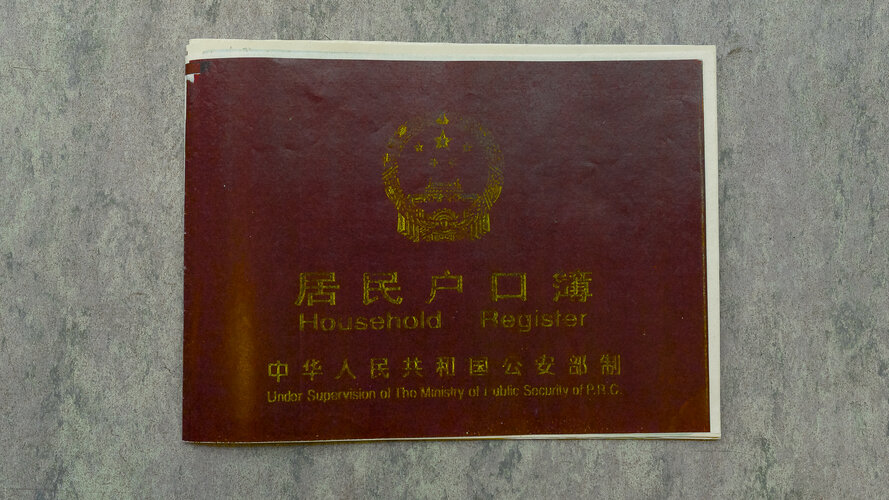 居民户口簿
Household Register
中华人民共和国公安部制
Under Supervision of The Ministry of Public Security of P.R.C.